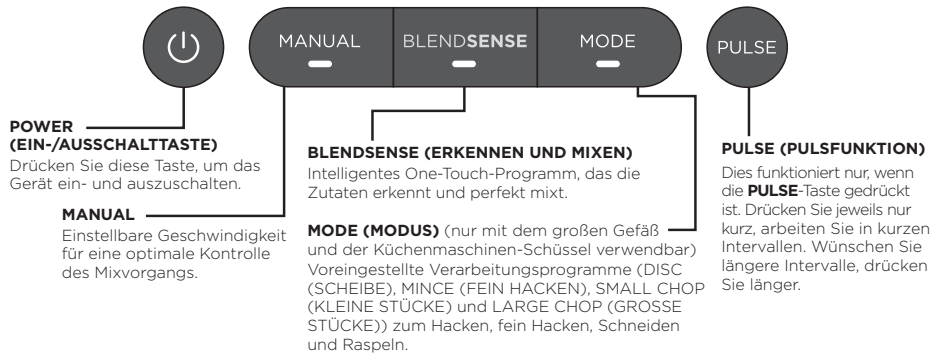 MANUAL
BLENDSENSE
MODE
PULSE
POWER
(EIN-/AUSSCHALTTASTE)
Drücken Sie diese Taste, um das
Gerät ein- und auszuschalten.
MANUAL
Einstellbare Geschwindigkeit
für eine optimale Kontrolle
des Mixvorgangs.
BLENDSENSE (ERKENNEN UND MIXEN)
Intelligentes One-Touch-Programm, das die
Zutaten erkennt und perfekt mixt.
MODE (MODUS) (nur mit dem großen Gefäß
und der Küchenmaschinen-Schüssel verwendbar)
Voreingestellte Verarbeitungsprogramme (DISC
(SCHEIBE), MINCE (FEIN HACKEN), SMALL CHOP
(KLEINE STÜCKE) und LARGE CHOP (GROSSE
STÜCKE)) zum Hacken, fein Hacken, Schneiden
und Raspeln.
PULSE (PULSFUNKTION)
Dies funktioniert nur, wenn
die PULSE-Taste gedrückt
ist. Drücken Sie jeweils nur
kurz, arbeiten Sie in kurzen
Intervallen. Wünschen Sie
längere Intervalle, drücken
Sie länger.